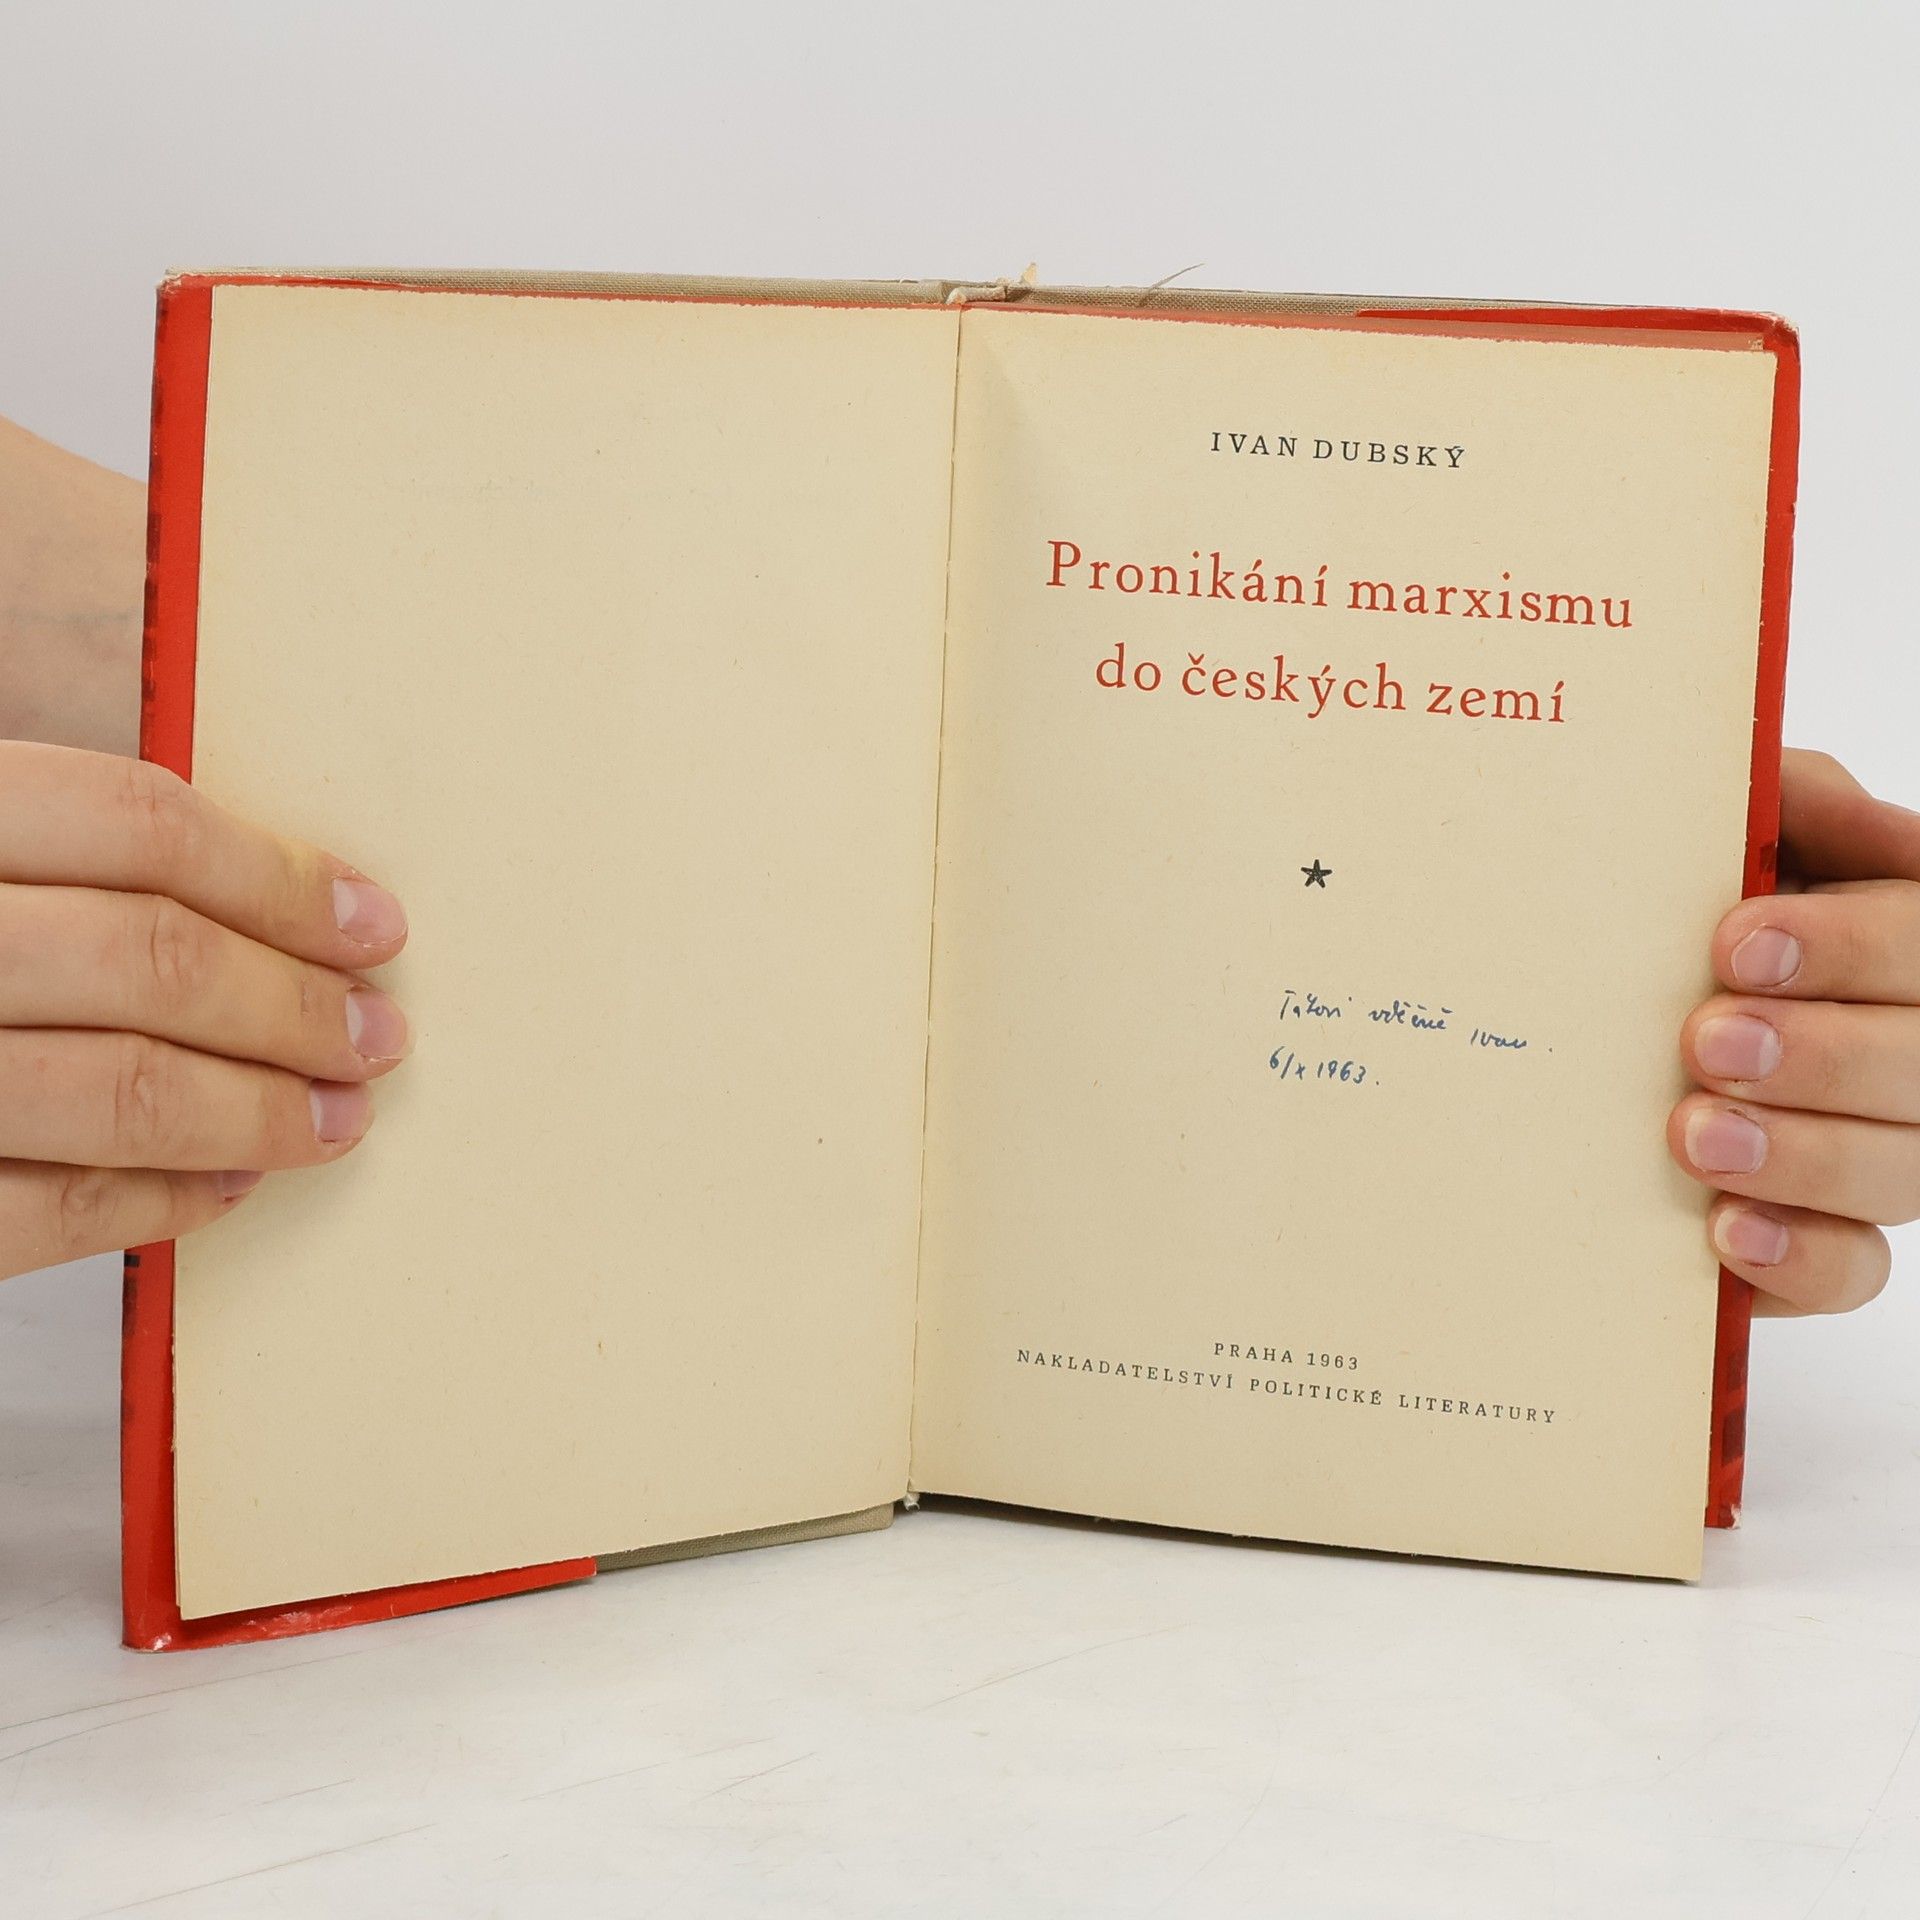 IVAN DUBSKÝ
Pronikání marxismu
do českých zemí
Tátovi vděčně Ivan.
6/X 1963.
PRAHA 1963
NAKLADATELSTVÍ POLITICKÉ LITERATURY